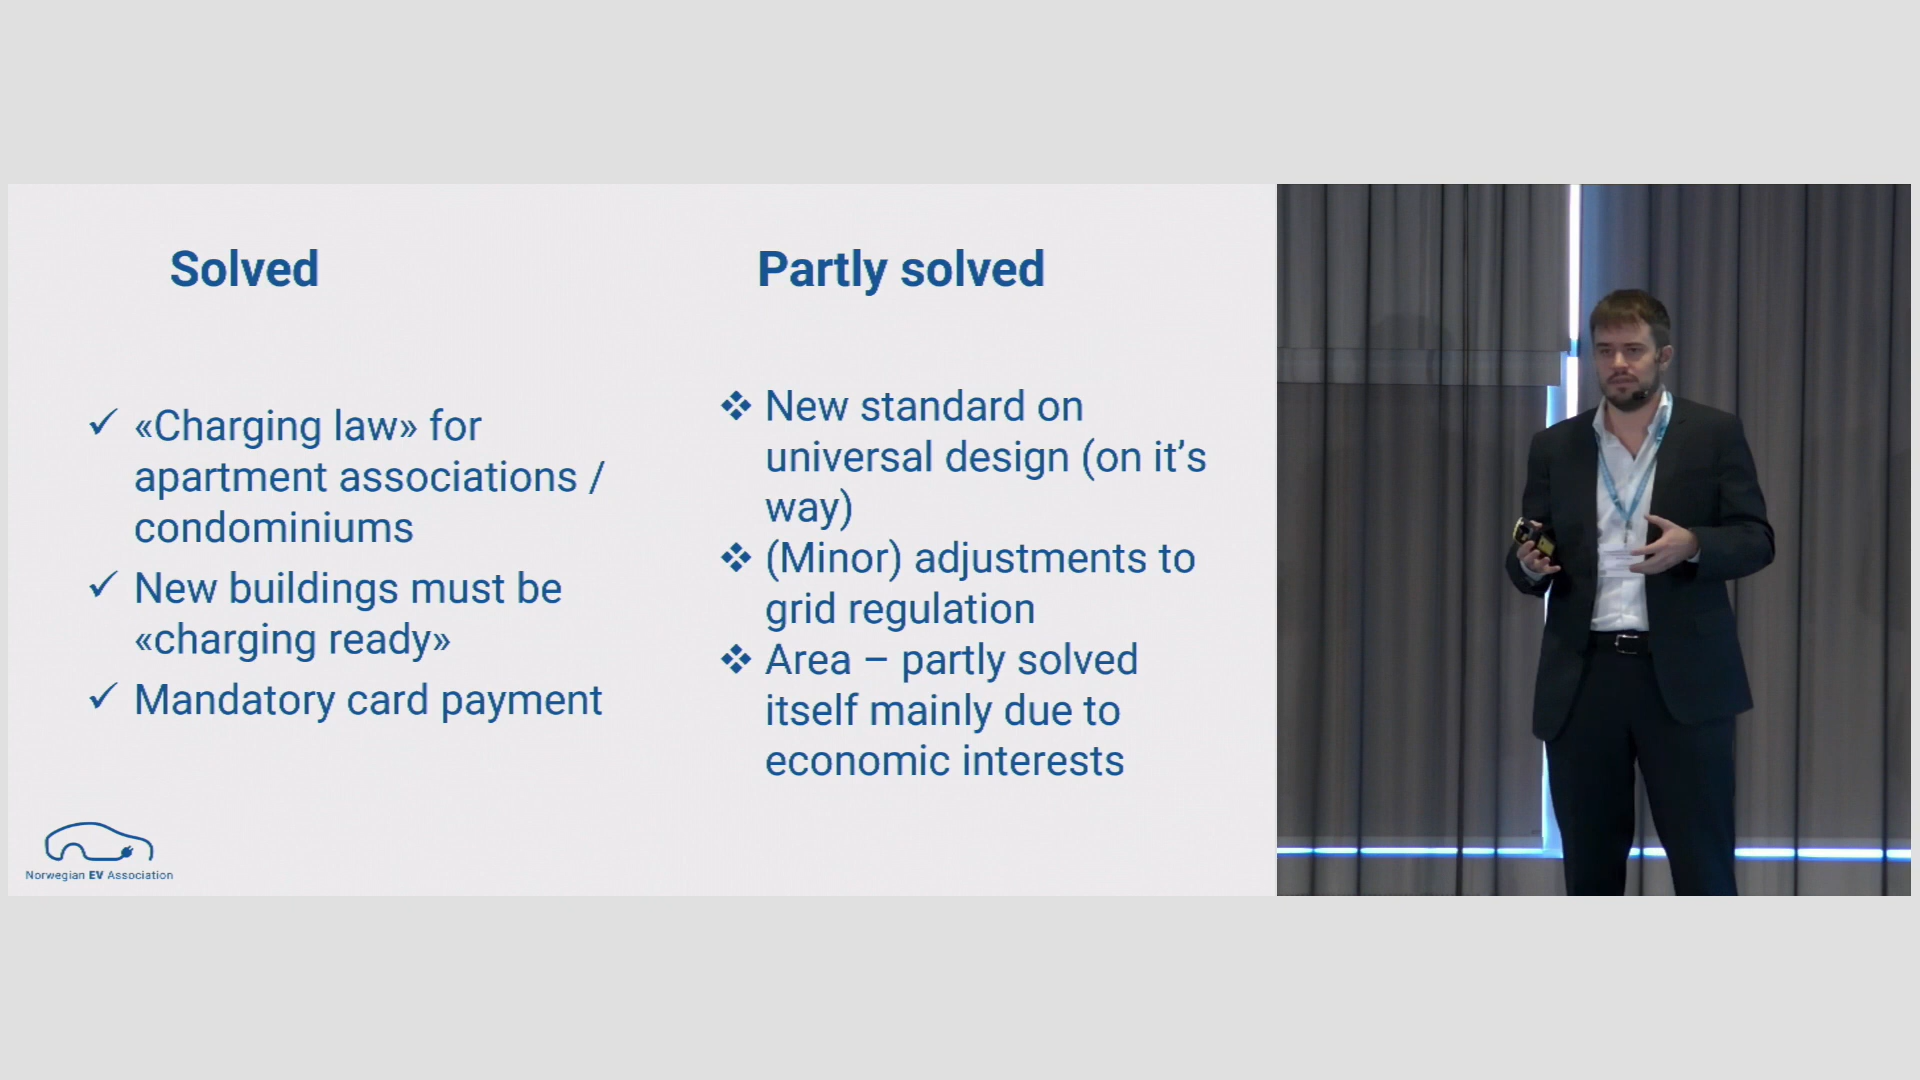 Solved
✓ «Charging law» for
apartment associations /
condominiums
✓ New buildings must be
«charging ready»
✓ Mandatory card payment
Partly solved
❖ New standard on
universal design (on it’s
way)
❖ (Minor) adjustments to
grid regulation
❖ Area – partly solved
itself mainly due to
economic interests
Norwegian EV Association